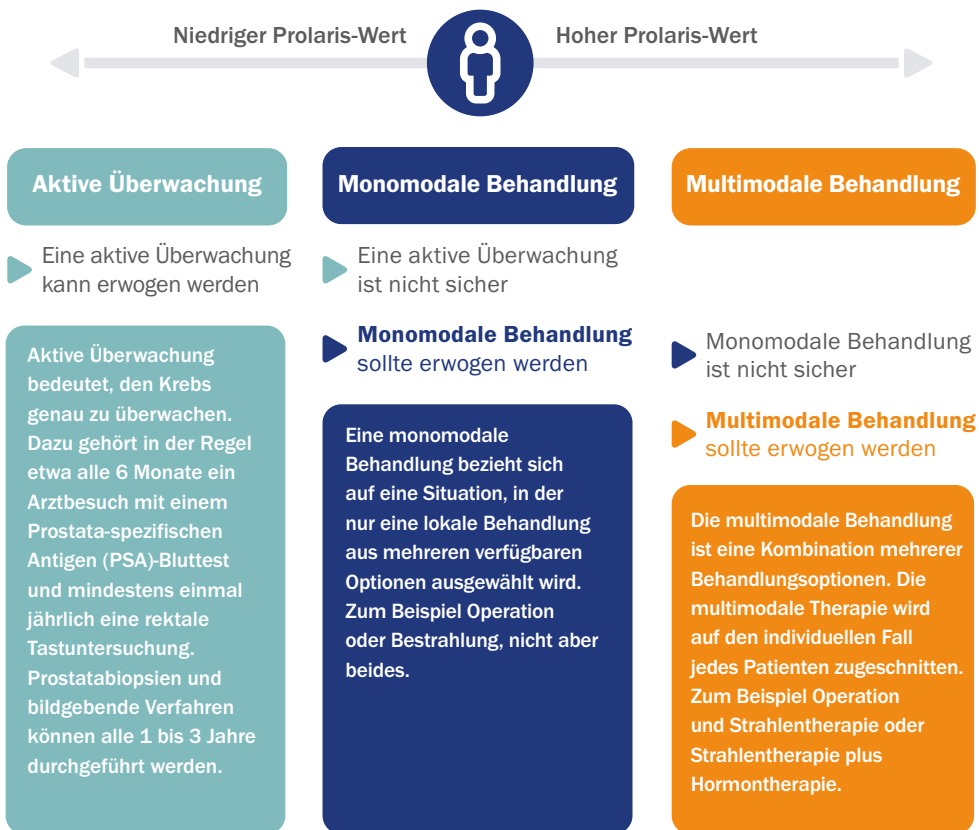 Niedriger Prolaris-Wert
Hoher Prolaris-Wert
Aktive Überwachung
Eine aktive Überwachung
kann erwogen werden
Aktive Überwachung
bedeutet, den Krebs
genau zu überwachen.
Dazu gehört in der Regel
etwa alle 6 Monate ein
Arztbesuch mit einem
Prostata-spezifischen
Antigen (PSA)-Bluttest
und mindestens einmal
jährlich eine rektale
Tastuntersuchung.
Prostatabiopsien und
bildgebende Verfahren
können alle 1 bis 3 Jahre
durchgeführt werden.
Monomodale Behandlung
Eine aktive Überwachung
ist nicht sicher
Monomodale Behandlung
sollte erwogen werden
Eine monomodale
Behandlung bezieht sich
auf eine Situation, in der
nur eine lokale Behandlung
aus mehreren verfügbaren
Optionen ausgewählt wird.
Zum Beispiel Operation
oder Bestrahlung, nicht aber
beides.
Multimodale Behandlung
Monomodale Behandlung
ist nicht sicher
Multimodale Behandlung
sollte erwogen werden
Die multimodale Behandlung
ist eine Kombination mehrerer
Behandlungsoptionen. Die
multimodale Therapie wird
auf den individuellen Fall
jedes Patienten zugeschnitten.
Zum Beispiel Operation
und Strahlentherapie oder
Strahlentherapie plus
Hormontherapie.